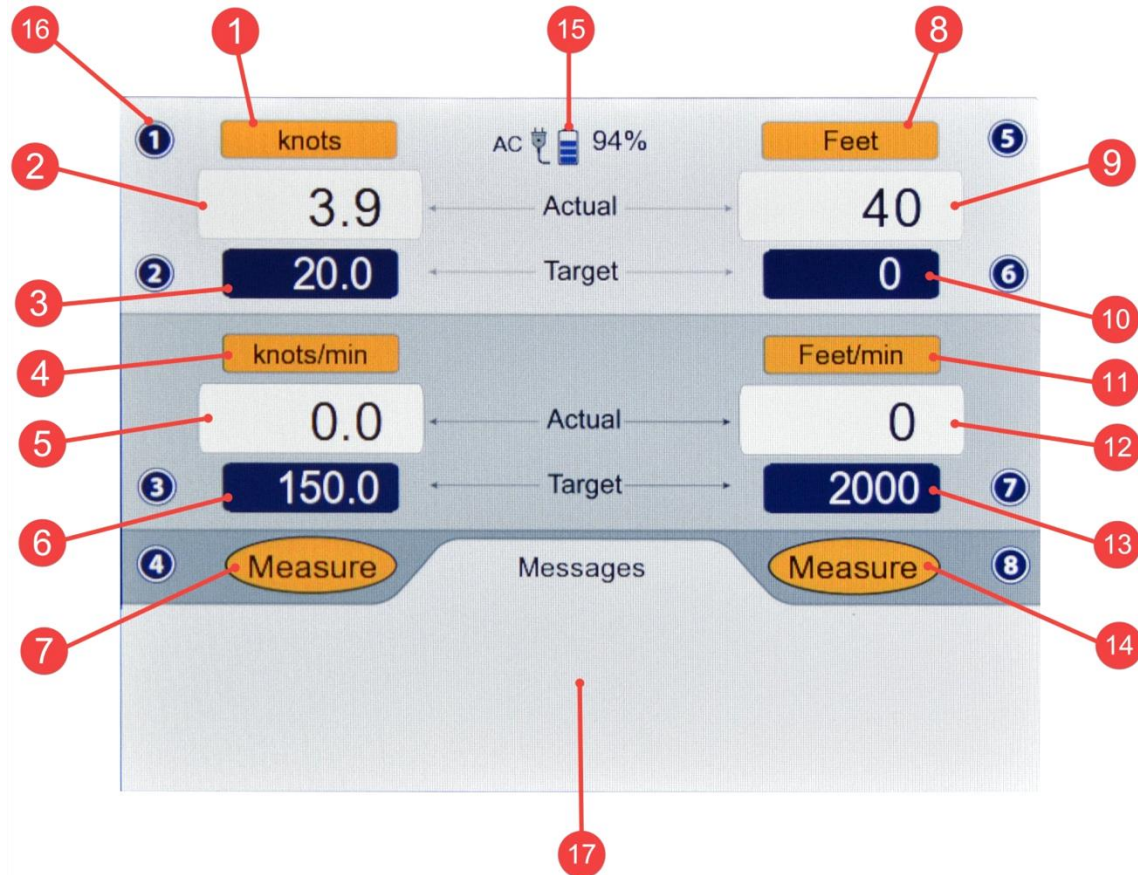 16 1 15 8
1 knots AC 94% Feet 5
2 3.9 Actual 40 9
2 20.0 Target 0 6
3 10
4 knots/min Feet/min 11
5 0.0 Actual 0 12
3 150.0 Target 2000 7
6 13
4 Measure Messages Measure 8
7 14
17